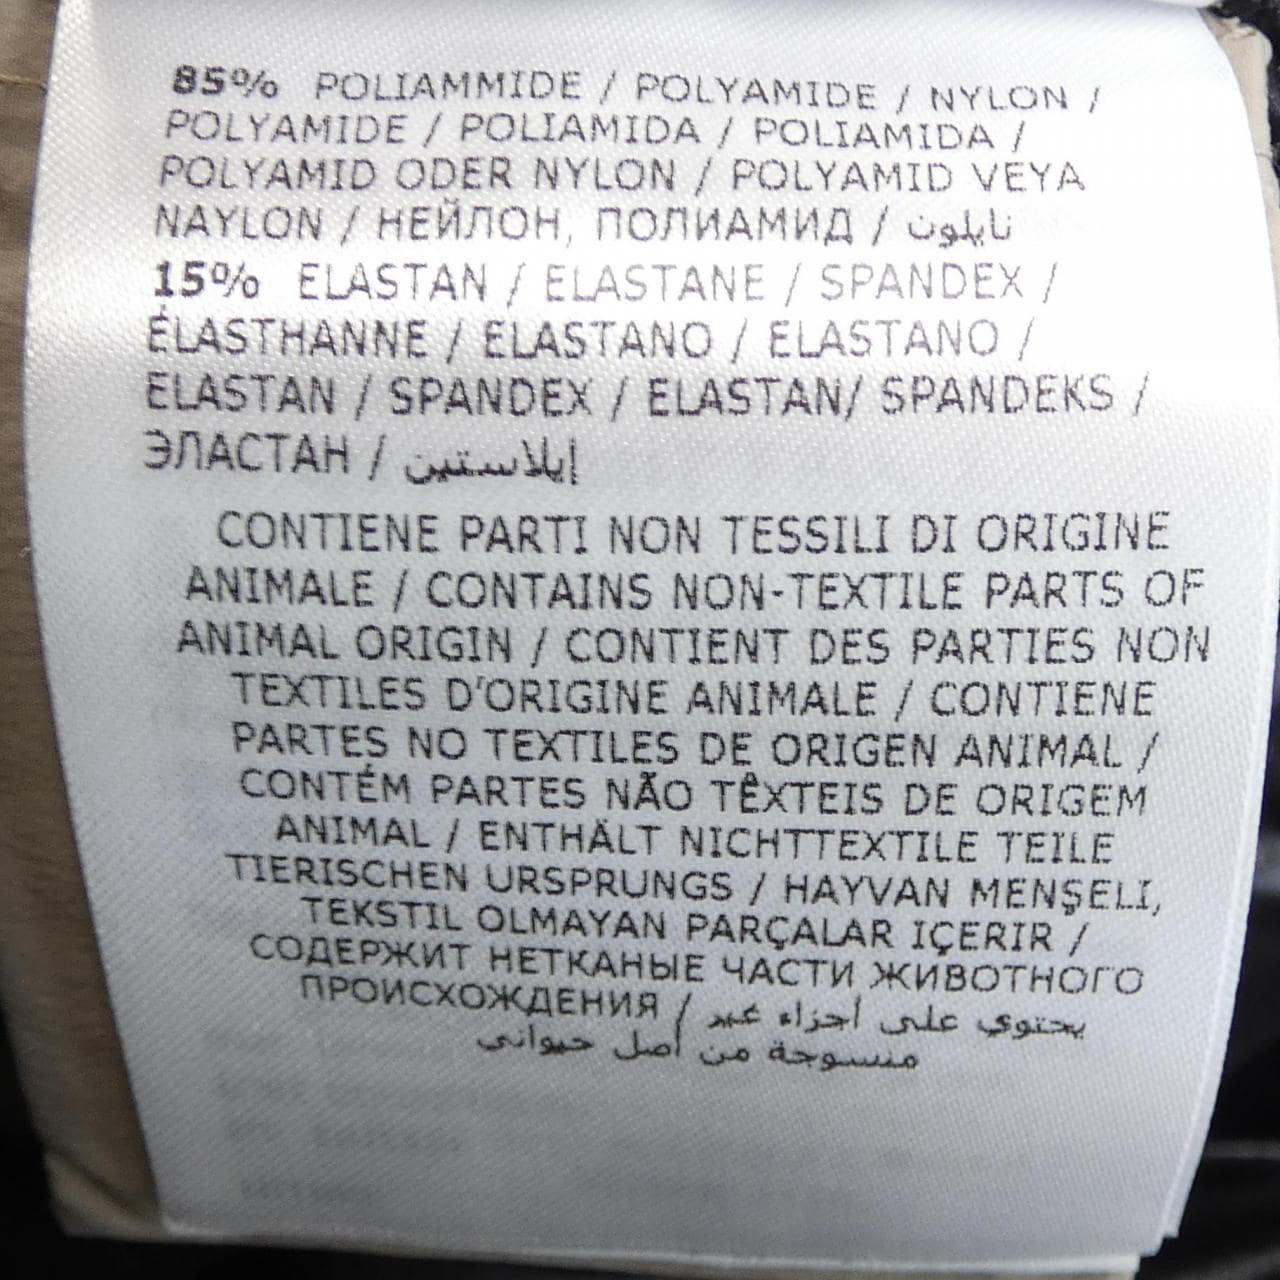 85% POLIAMMIDE / POLYAMIDE / NYLON /
POLYAMIDE / POLIAMIDA / POLIAMIDA /
POLYAMID ODER NYLON / POLYAMID VEYA
NAYLON / НЕЙЛОН, ПОЛИАМИД / نايلون
15% ELASTAN / ELASTANE / SPANDEX /
ÉLASTHANNE / ELASTANO / ELASTANO /
ELASTAN / SPANDEX / ELASTAN/ SPANDEKS /
ЭЛАСТАН / إيلاستين
CONTIENE PARTI NON TESSILI DI ORIGINE
ANIMALE / CONTAINS NON-TEXTILE PARTS OF
ANIMAL ORIGIN / CONTIENT DES PARTIES NON
TEXTILES D'ORIGINE ANIMALE / CONTIENE
PARTES NO TEXTILES DE ORIGEN ANIMAL /
CONTÉM PARTES NÃO TÊXTEIS DE ORIGEM
ANIMAL / ENTHÄLT NICHTTEXTILE TEILE
TIERISCHEN URSPRUNGS / HAYVAN MENŞELI,
TEKSTIL OLMAYAN PARÇALAR IÇERIR /
СОДЕРЖИТ НЕТКАНЫЕ ЧАСТИ ЖИВОТНОГО
ПРОИСХОЖДЕНИЯ / يحتوي على أجزاء غير
منسوجة من أصل حيواني